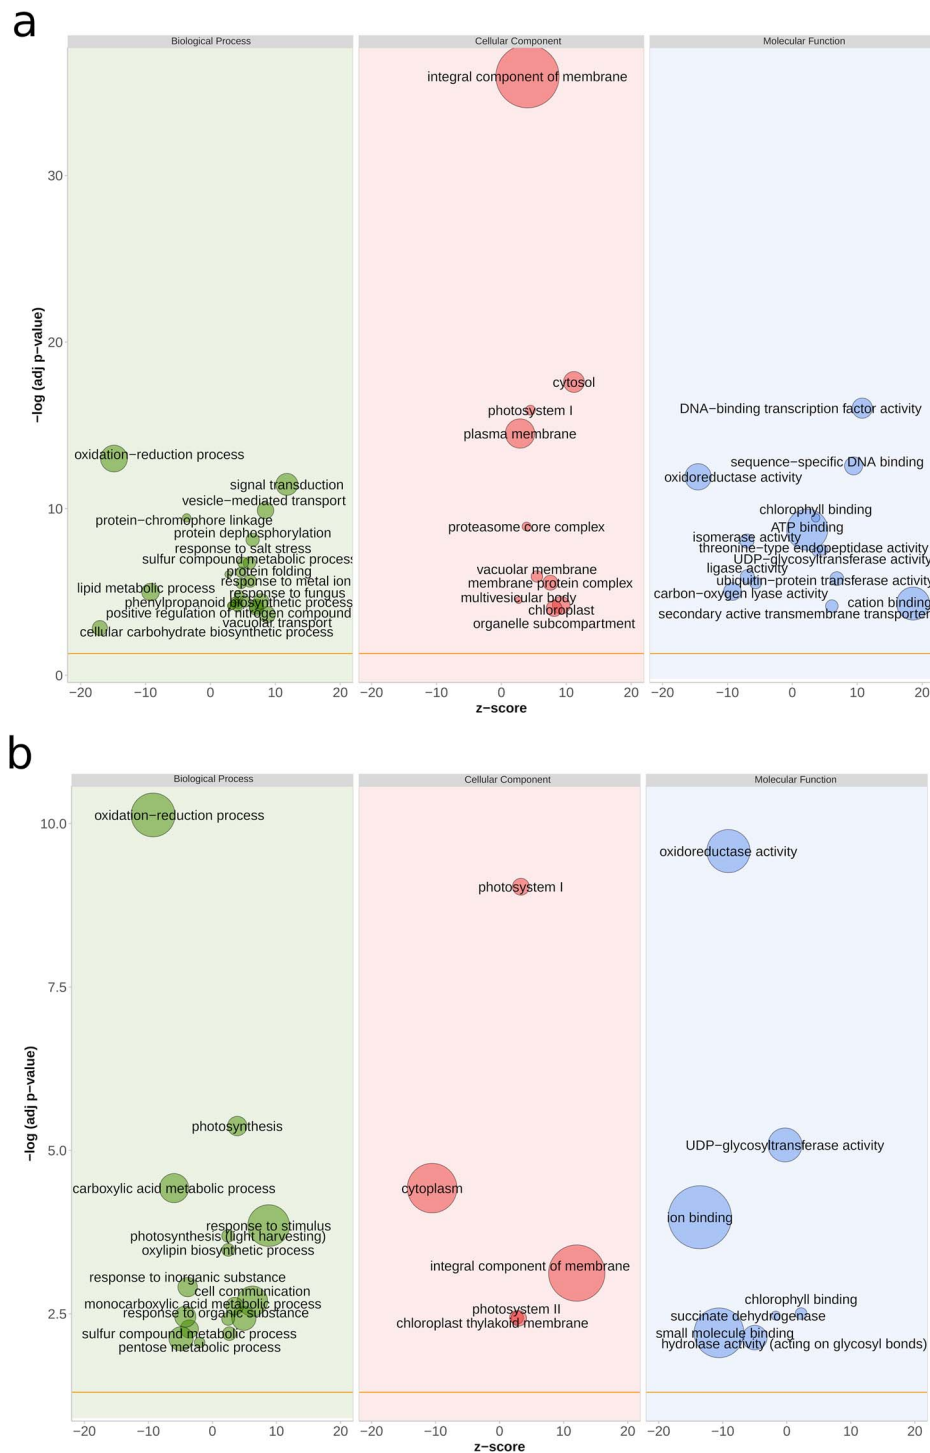 a
Biological Process
Cellular Component
Molecular Function
−log (adj p−value)
30
20
10
0
integral component of membrane
cytosol
photosystem I
plasma membrane
proteasome core complex
vacuolar membrane
membrane protein complex
multivesicular body
chloroplast
organelle subcompartment
oxidation−reduction process
signal transduction
vesicle−mediated transport
protein−chromophore linkage
protein dephosphorylation
response to salt stress
sulfur compound metabolic process
protein folding
response to metal ion
lipid metabolic process
response to fungus
phenylpropanoid biosynthetic process
positive regulation of nitrogen compound
vacuolar transport
cellular carbohydrate biosynthetic process
DNA−binding transcription factor activity
sequence−specific DNA binding
oxidoreductase activity
chlorophyll binding
ATP binding
isomerase activity
threonine−type endopeptidase activity
UDP−glycosyltransferase activity
ligase activity
ubiquitin−protein transferase activity
carbon−oxygen lyase activity
cation binding
secondary active transmembrane transporter
−20 −10 0 10 20
−20 −10 0 10 20
−20 −10 0 10 20
z−score
b
Biological Process
Cellular Component
Molecular Function
−log (adj p−value)
10.0
7.5
5.0
2.5
oxidation−reduction process
photosynthesis
carboxylic acid metabolic process
response to stimulus
photosynthesis (light harvesting)
oxylipin biosynthetic process
response to inorganic substance
cell communication
monocarboxylic acid metabolic process
response to organic substance
sulfur compound metabolic process
pentose metabolic process
photosystem I
cytoplasm
integral component of membrane
photosystem II
chloroplast thylakoid membrane
oxidoreductase activity
UDP−glycosyltransferase activity
ion binding
chlorophyll binding
succinate dehydrogenase
small molecule binding
hydrolase activity (acting on glycosyl bonds)
−20 −10 0 10 20
−20 −10 0 10 20
−20 −10 0 10 20
z−score